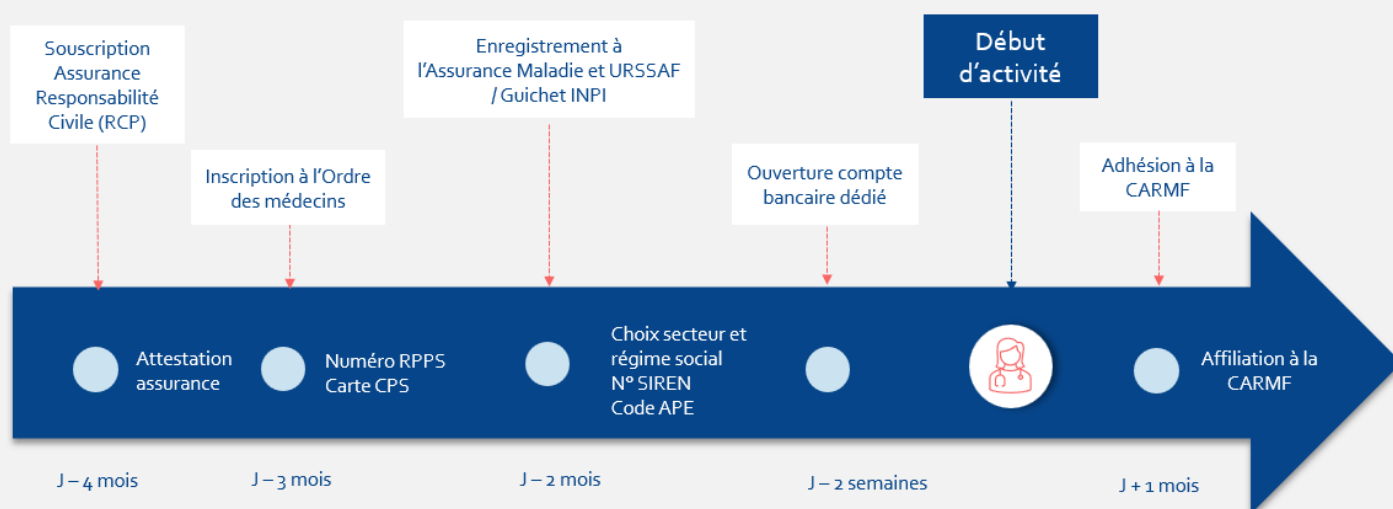 Souscription
Assurance
Responsabilité
Civile (RCP)
Inscription à l’Ordre
des médecins
Enregistrement à
l’Assurance Maladie et URSSAF
/ Guichet INPI
Ouverture compte
bancaire dédié
Début
d’activité
Adhésion à la
CARMF
Attestation
assurance
Numéro RPPS
Carte CPS
Choix secteur et
régime social
N° SIREN
Code APE
Affiliation à la
CARMF
J – 4 mois
J – 3 mois
J – 2 mois
J – 2 semaines
J + 1 mois